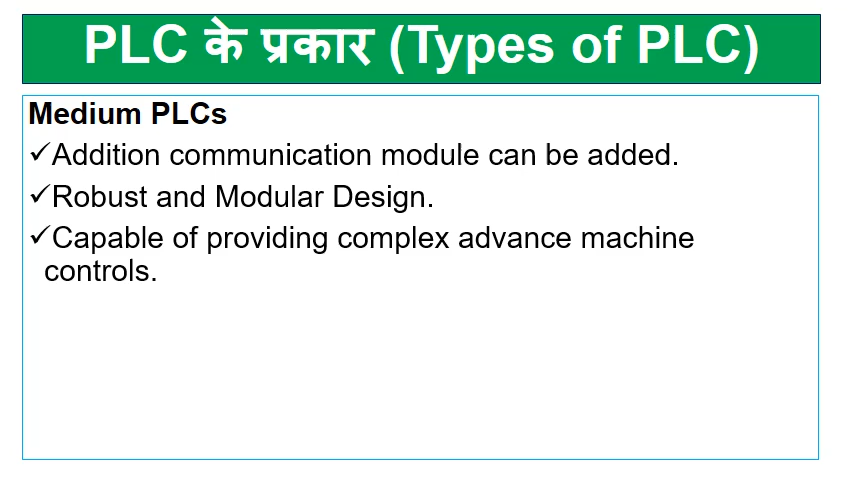 PLC के प्रकार (Types of PLC)
Medium PLCs
✓Addition communication module can be added.
✓Robust and Modular Design.
✓Capable of providing complex advance machine
controls.